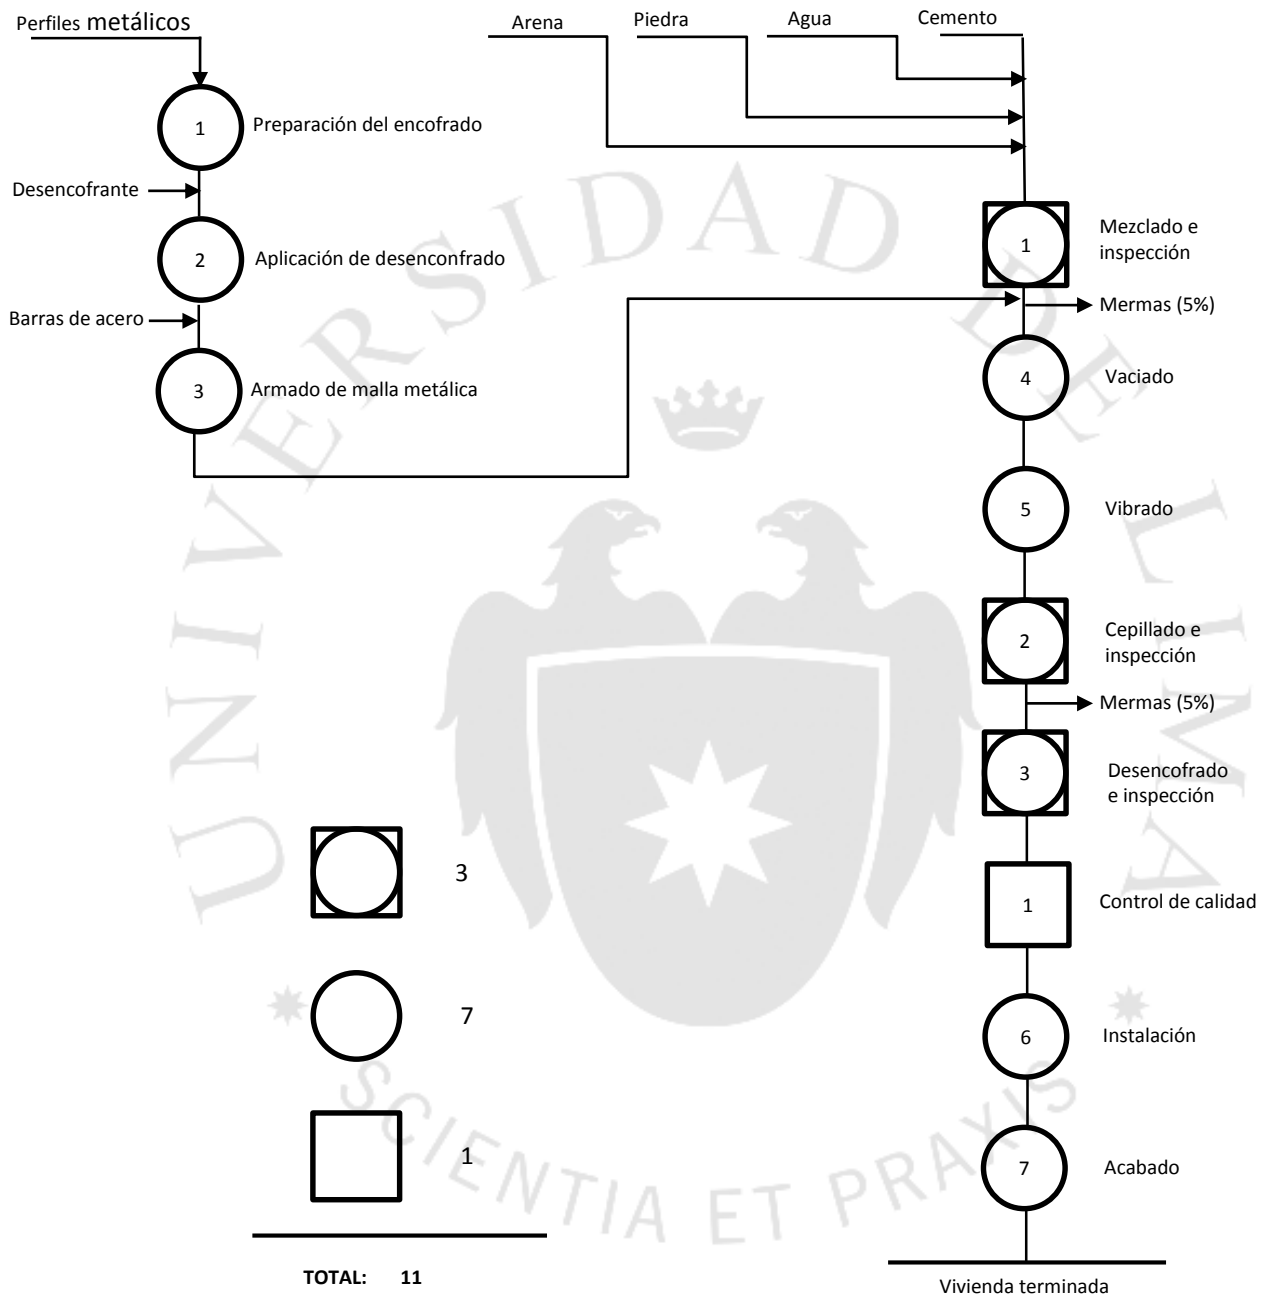 Perfiles metálicos
Arena
Piedra
Agua
Cemento
1
Preparación del encofrado
Desencofrante
2
Aplicación de desenconfrado
Barras de acero
3
Armado de malla metálica
1
Mezclado e
inspección
Mermas (5%)
4
Vaciado
5
Vibrado
2
Cepillado e
inspección
Mermas (5%)
3
Desencofrado
e inspección
1
Control de calidad
6
Instalación
7
Acabado
Vivienda terminada
3
7
1
TOTAL: 11
UNIVERSIDAD DE LIMA
SCIENTIA ET PRAXIS